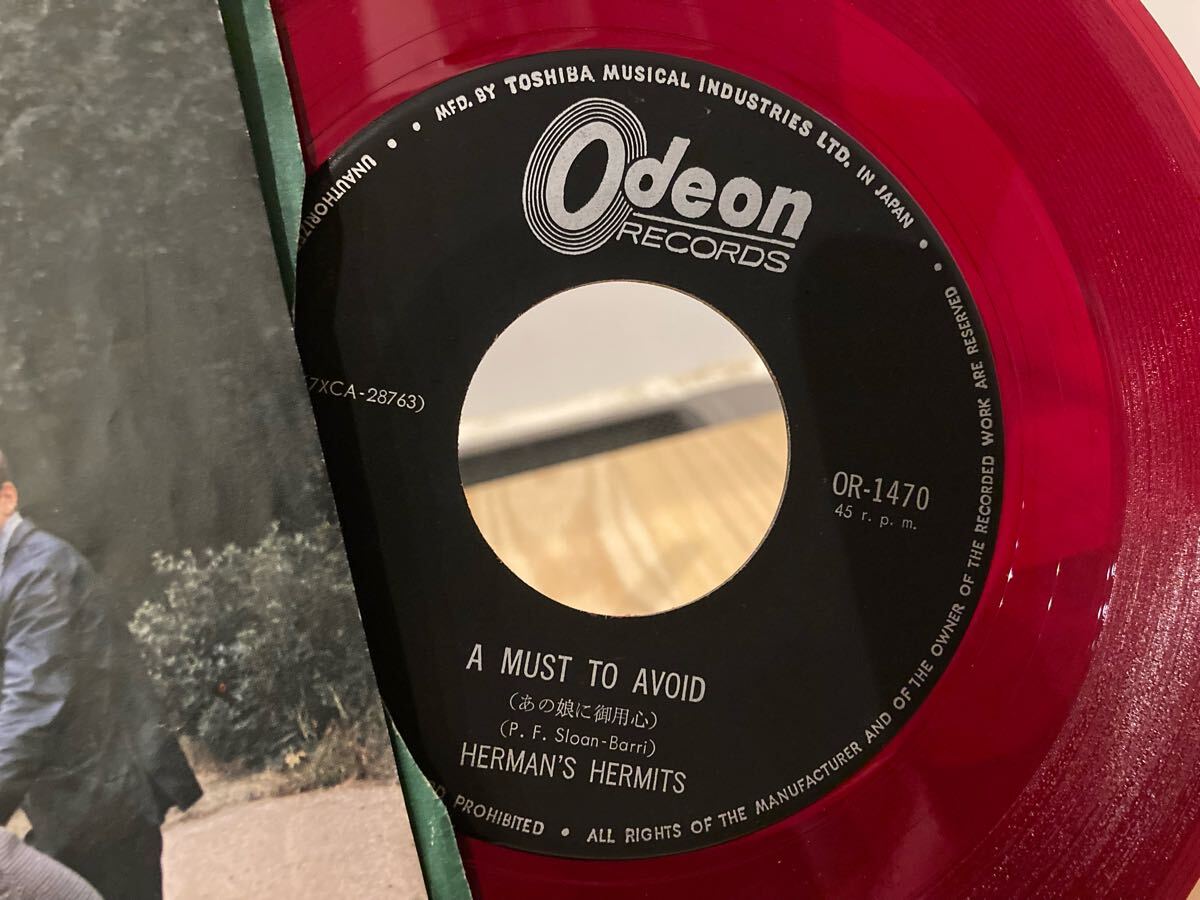 MFD. BY TOSHIBA MUSICAL INDUSTRIES LTD. IN JAPAN
Odeon
RECORDS
7XCA-28763)
OR-1470
45 r. p. m.
A MUST TO AVOID
(あの娘に御用心)
(P. F. Sloan-Barri)
HERMAN'S HERMITS
PROHIBITED • ALL RIGHTS OF THE MANUFACTURER AND OF THE OWNER OF THE RECORDED WORK ARE RESERVED